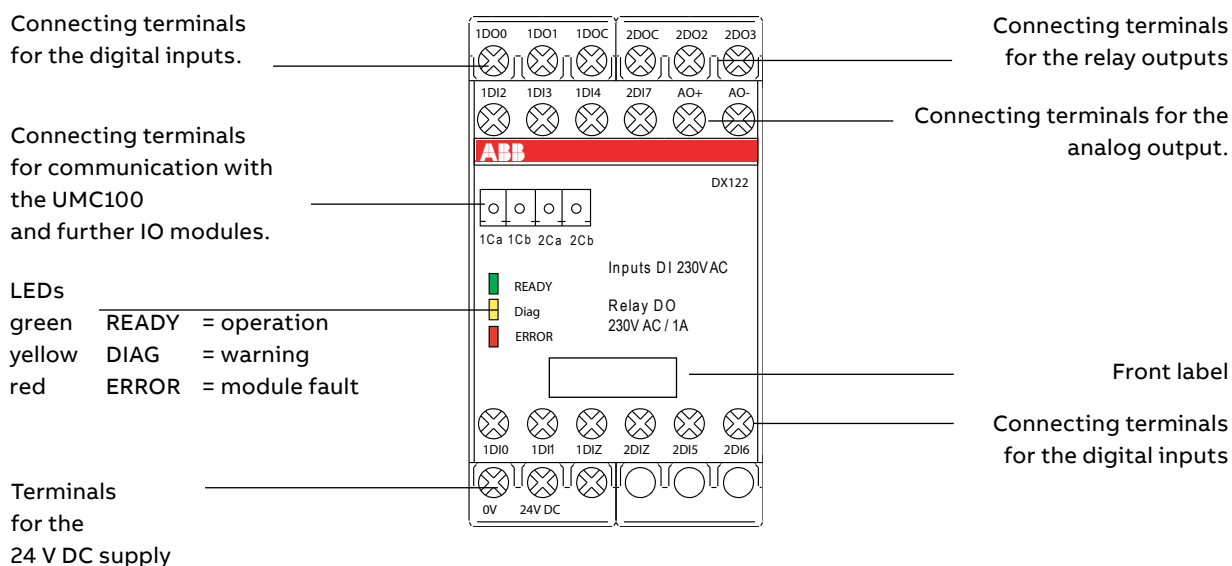 Connecting terminals
for the digital inputs.
Connecting terminals
for communication with
the UMC100
and further IO modules.
LEDs
green READY = operation
yellow DIAG = warning
red ERROR = module fault
Terminals
for the
24 V DC supply
1DO0 1DO1 1DOC 2DOC 2DO2 2DO3
1DI2 1DI3 1DI4 2DI7 AO+ AO-
ABB
DX122
1Ca 1Cb 2Ca 2Cb
Inputs DI 230VAC
READY
Diag
ERROR
Relay DO
230V AC / 1A
1DI0 1DI1 1DIZ 2DIZ 2DI5 2DI6
0V 24V DC
Connecting terminals
for the relay outputs
Connecting terminals for the
analog output.
Front label
Connecting terminals
for the digital inputs